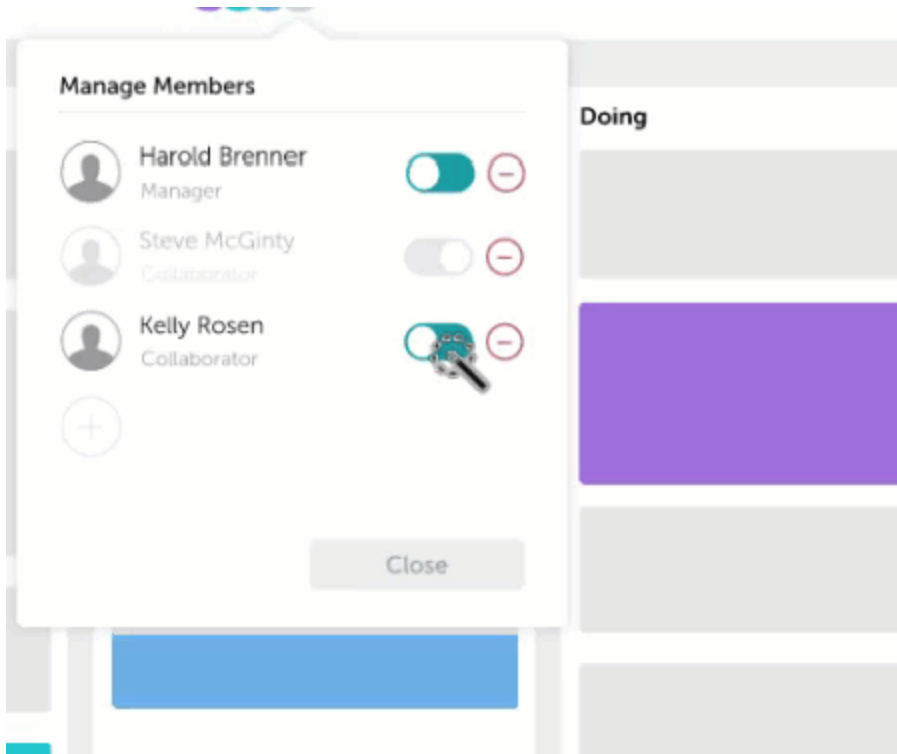 Manage Members
Doing
Harold Brenner
Manager
Steve McGinty
Collaborator
Kelly Rosen
Collaborator
Close